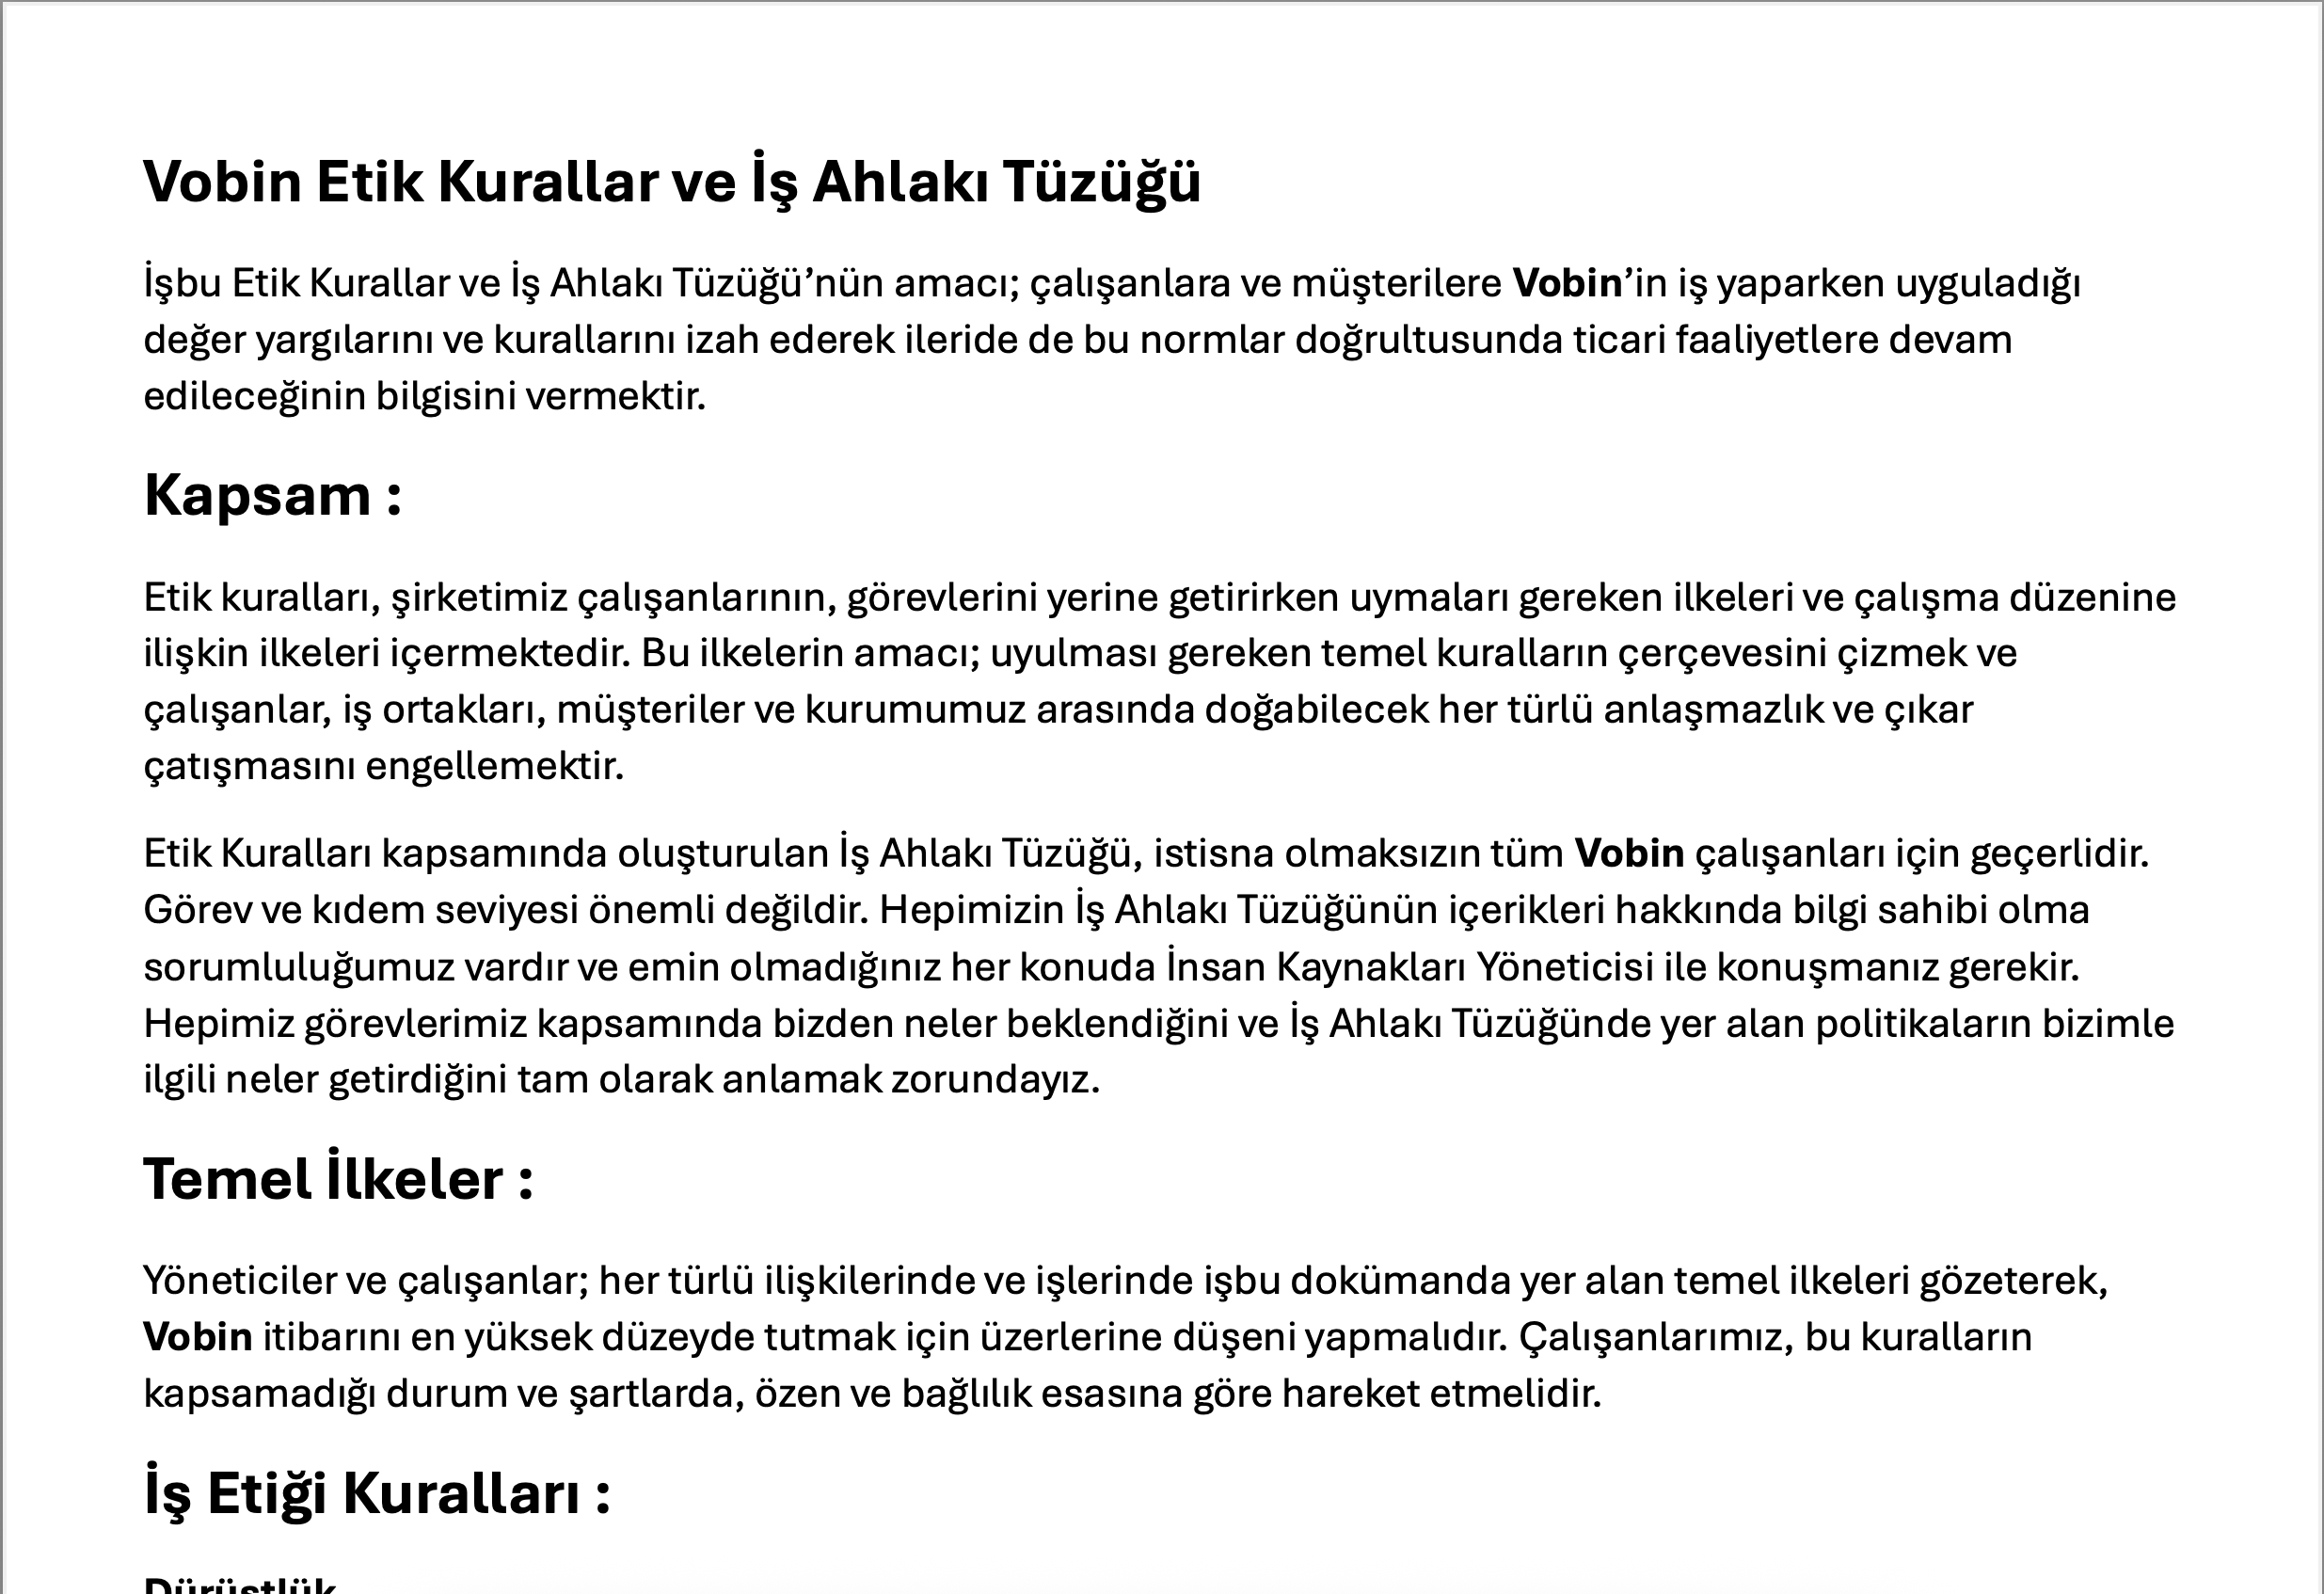 Vobin Etik Kurallar ve İş Ahlakı Tüzüğü
İşbu Etik Kurallar ve İş Ahlakı Tüzüğü’nün amacı; çalışanlara ve müşterilere Vobin’in iş yaparken uyguladığı
değer yargılarını ve kurallarını izah ederek ileride de bu normlar doğrultusunda ticari faaliyetlere devam
edileceğinin bilgisini vermektir.
Kapsam :
Etik kuralları, şirketimiz çalışanlarının, görevlerini yerine getirirken uymaları gereken ilkeleri ve çalışma düzenine
ilişkin ilkeleri içermektedir. Bu ilkelerin amacı; uyulması gereken temel kuralların çerçevesini çizmek ve
çalışanlar, iş ortakları, müşteriler ve kurumumuz arasında doğabilecek her türlü anlaşmazlık ve çıkar
çatışmasını engellemektir.
Etik Kuralları kapsamında oluşturulan İş Ahlakı Tüzüğü, istisna olmaksızın tüm Vobin çalışanları için geçerlidir.
Görev ve kıdem seviyesi önemli değildir. Hepimizin İş Ahlakı Tüzüğünün içerikleri hakkında bilgi sahibi olma
sorumluluğumuz vardır ve emin olmadığınız her konuda İnsan Kaynakları Yöneticisi ile konuşmanız gerekir.
Hepimiz görevlerimiz kapsamında bizden neler beklendiğini ve İş Ahlakı Tüzüğünde yer alan politikaların bizimle
ilgili neler getirdiğini tam olarak anlamak zorundayız.
Temel İlkeler :
Yöneticiler ve çalışanlar; her türlü ilişkilerinde ve işlerinde işbu dokümanda yer alan temel ilkeleri gözeterek,
Vobin itibarını en yüksek düzeyde tutmak için üzerlerine düşeni yapmalıdır. Çalışanlarımız, bu kuralların
kapsamadığı durum ve şartlarda, özen ve bağlılık esasına göre hareket etmelidir.
İş Etiği Kuralları :
Dürüstlük